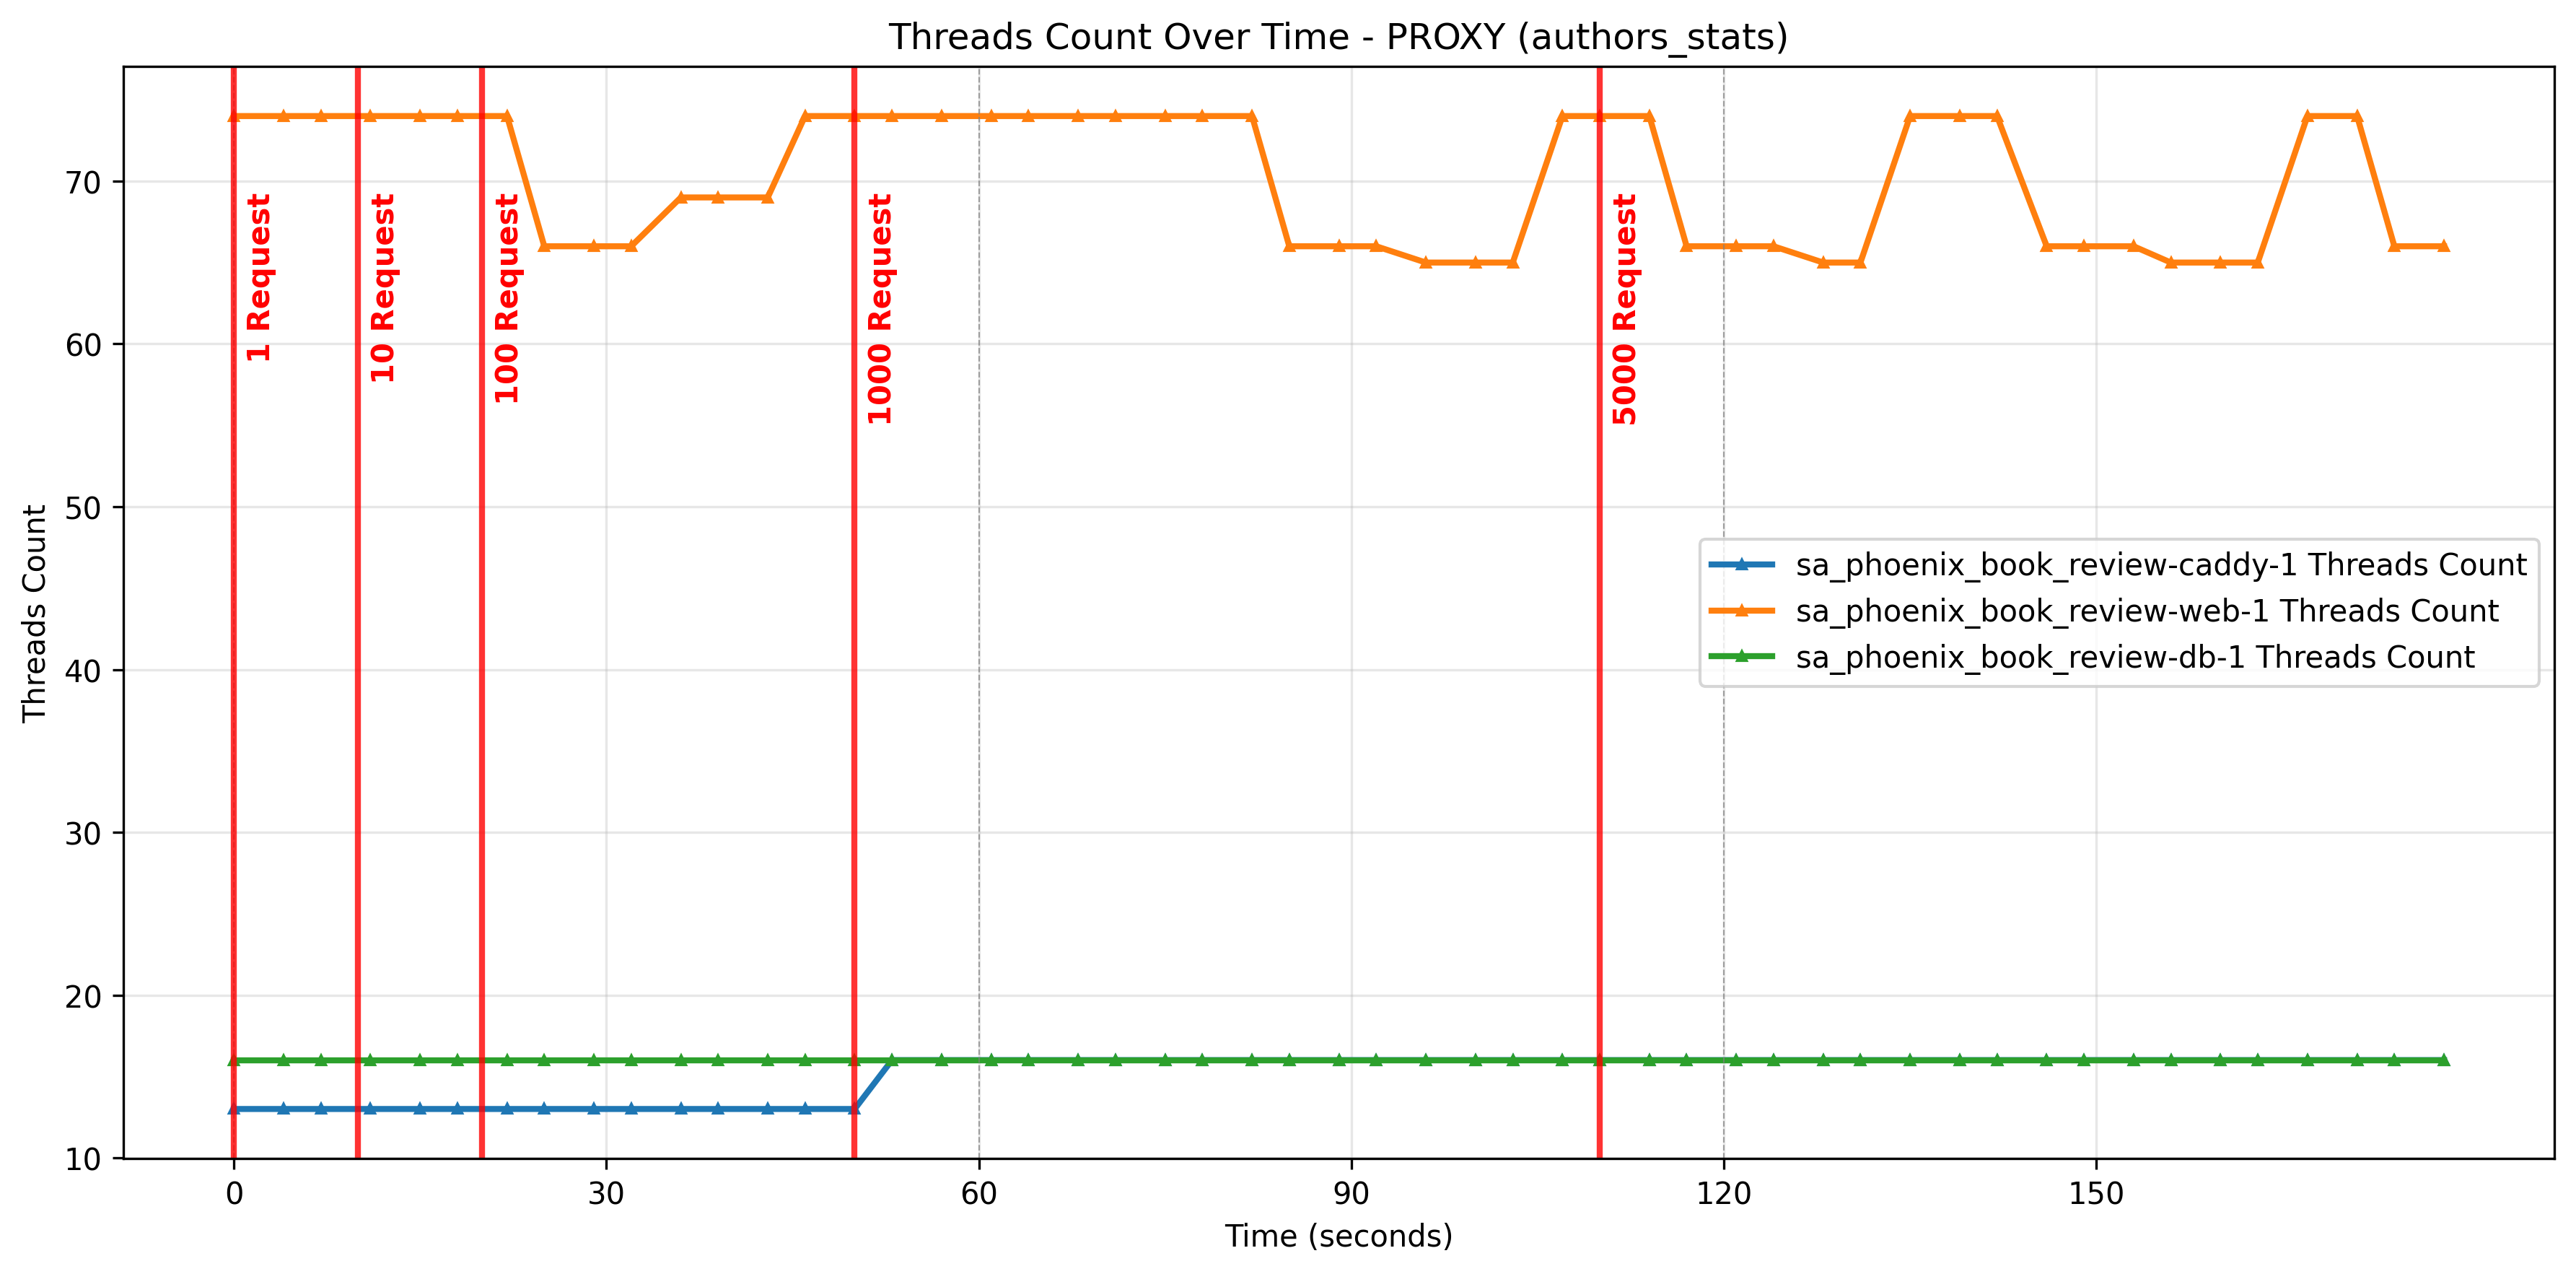 Threads Count Over Time - PROXY (authors_stats)
Threads Count
70
60
50
40
30
20
10
1 Request
10 Request
100 Request
1000 Request
5000 Request
sa_phoenix_book_review-caddy-1 Threads Count
sa_phoenix_book_review-web-1 Threads Count
sa_phoenix_book_review-db-1 Threads Count
0
30
60
90
120
150
Time (seconds)